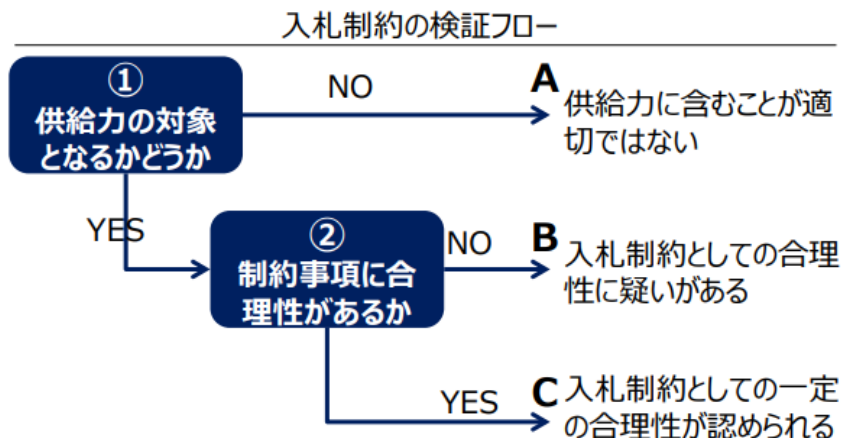 入札制約の検証フロー
①
供給力の対象
となるかどうか
NO
A
供給力に含むことが適
切ではない
YES
②
制約事項に合
理性があるか
NO
B
入札制約としての合理
性に疑いがある
YES
C
入札制約としての一定
の合理性が認められる